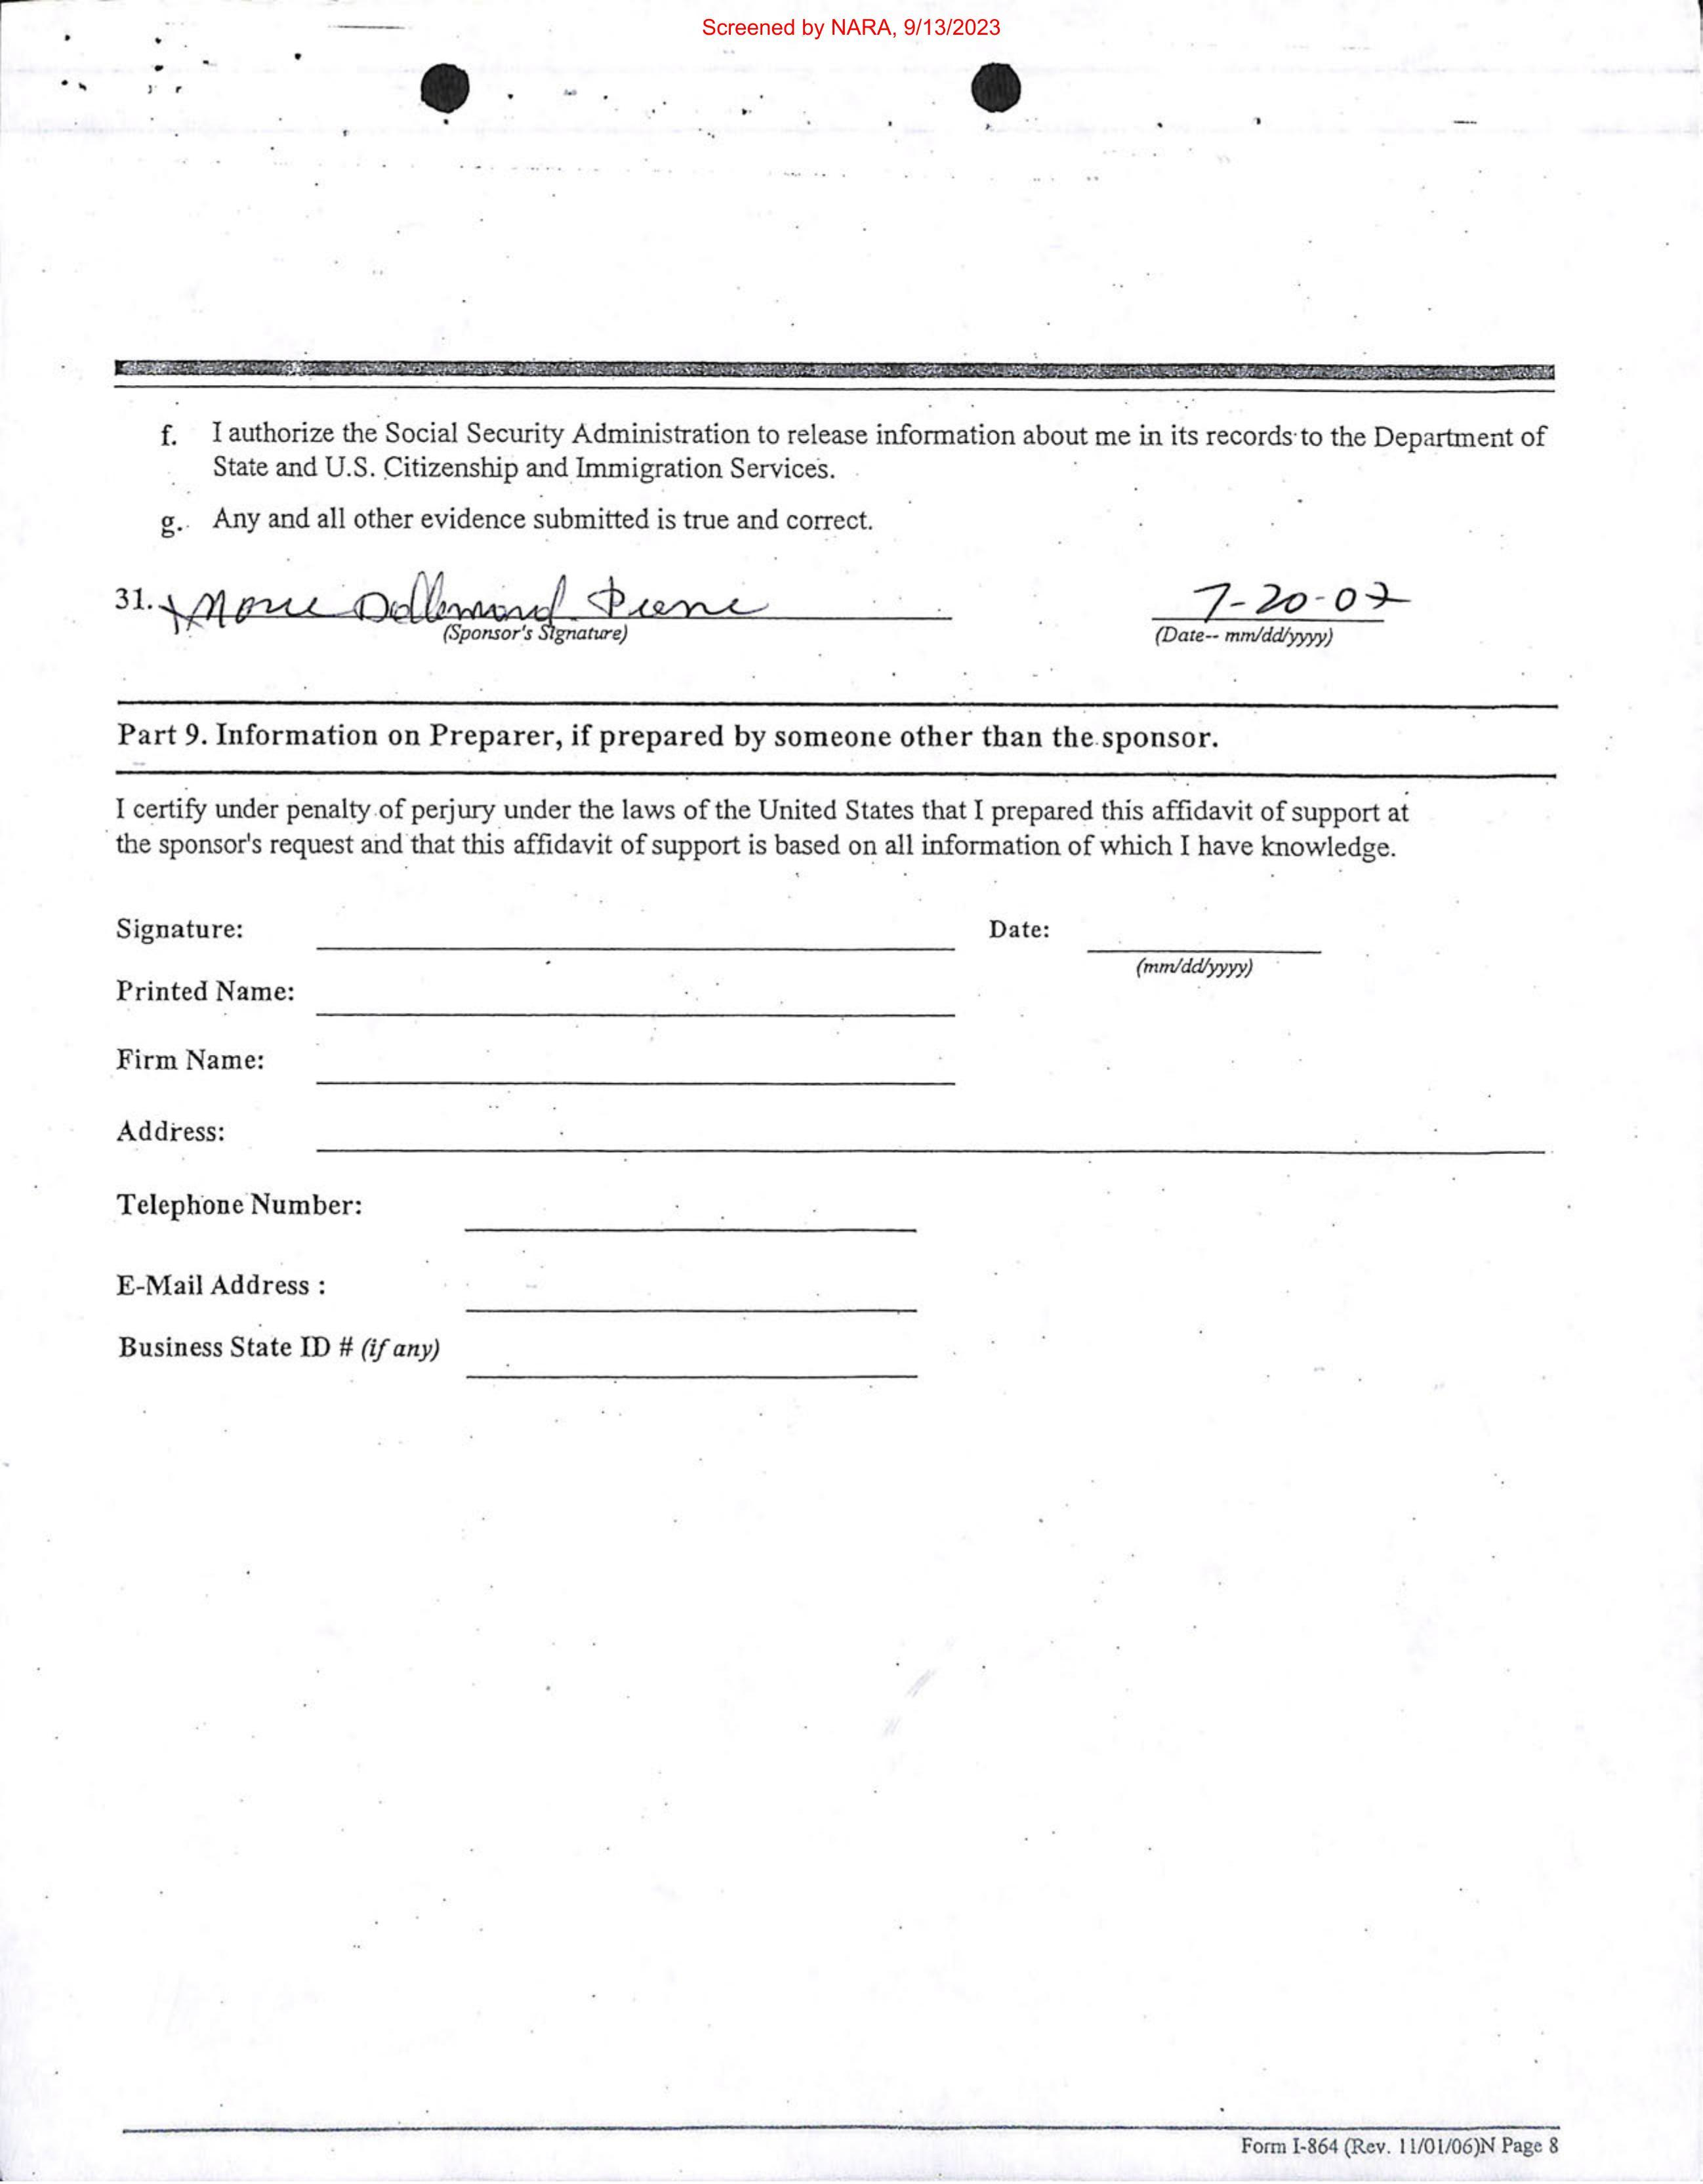 Screened by NARA, 9/13/2023
f. I authorize the Social Security Administration to release information about me in its records to the Department of
State and U.S. Citizenship and Immigration Services.
g. Any and all other evidence submitted is true and correct.
31. Dallemand Pierre 7-20-07
(Sponsor's Signature) (Date-- mm/dd/yyyy)
Part 9. Information on Preparer, if prepared by someone other than the sponsor.
I certify under penalty of perjury under the laws of the United States that I prepared this affidavit of support at
the sponsor's request and that this affidavit of support is based on all information of which I have knowledge.
Signature: Date:
(mm/dd/yyyy)
Printed Name:
Firm Name:
Address:
Telephone Number:
E-Mail Address :
Business State ID # (if any)
Form I-864 (Rev. 11/01/06)N Page 8